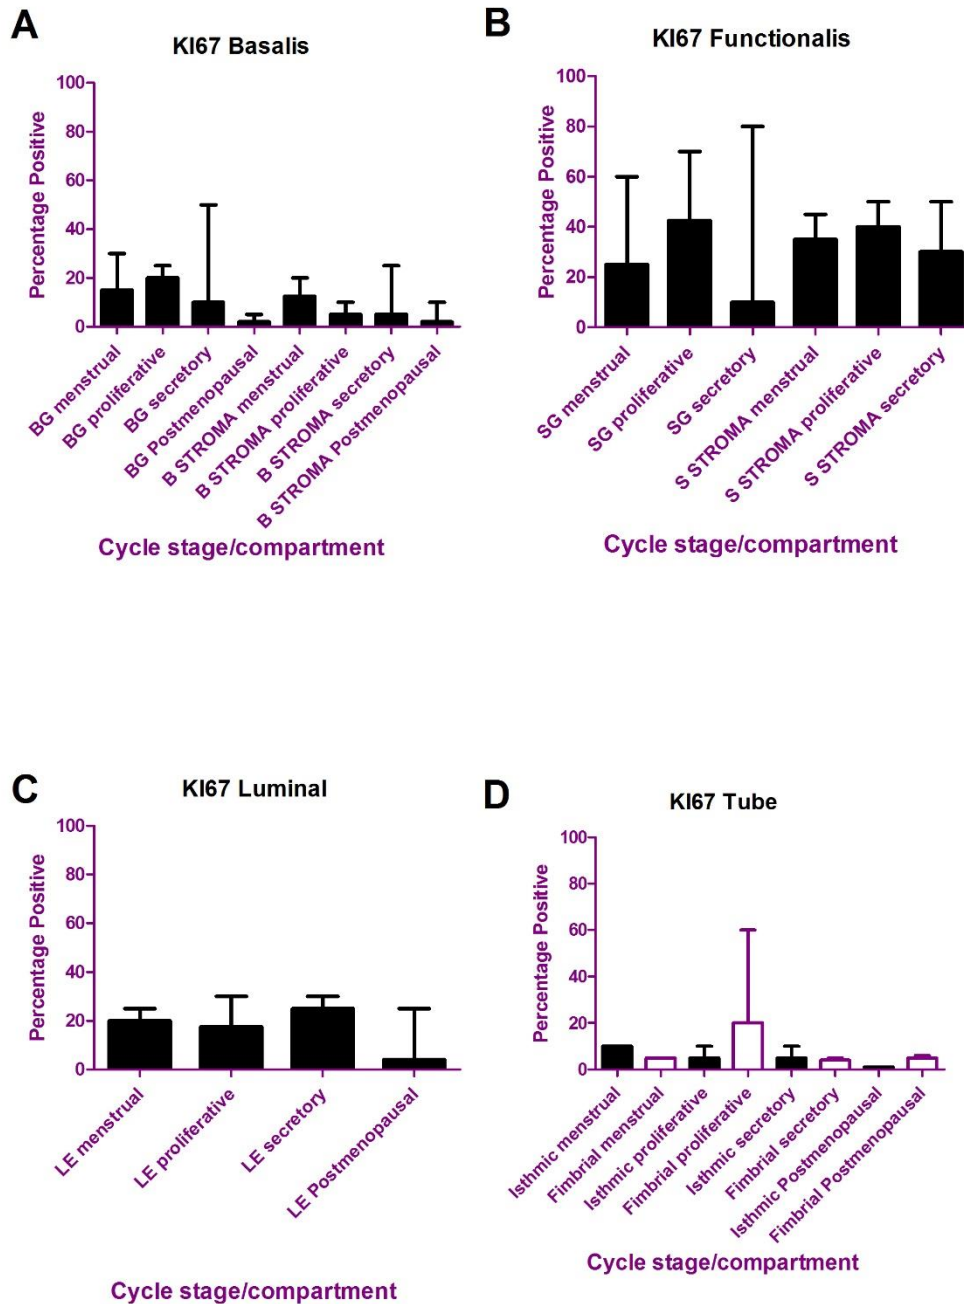 A
KI67 Basalis
Percentage Positive
100
80
60
40
20
0
BG menstrual
BG proliferative
BG secretory
BG Postmenopausal
B STROMA menstrual
B STROMA proliferative
B STROMA secretory
B STROMA Postmenopausal
Cycle stage/compartment
B
KI67 Functionalis
Percentage Positive
100
80
60
40
20
0
SG menstrual
SG proliferative
SG secretory
S STROMA menstrual
S STROMA proliferative
S STROMA secretory
Cycle stage/compartment
C
KI67 Luminal
Percentage Positive
100
80
60
40
20
0
LE menstrual
LE proliferative
LE secretory
LE Postmenopausal
Cycle stage/compartment
D
KI67 Tube
Percentage Positive
100
80
60
40
20
0
Isthmic menstrual
Fimbrial menstrual
Isthmic proliferative
Fimbrial proliferative
Isthmic secretory
Fimbrial secretory
Isthmic Postmenopausal
Fimbrial Postmenopausal
Cycle stage/compartment